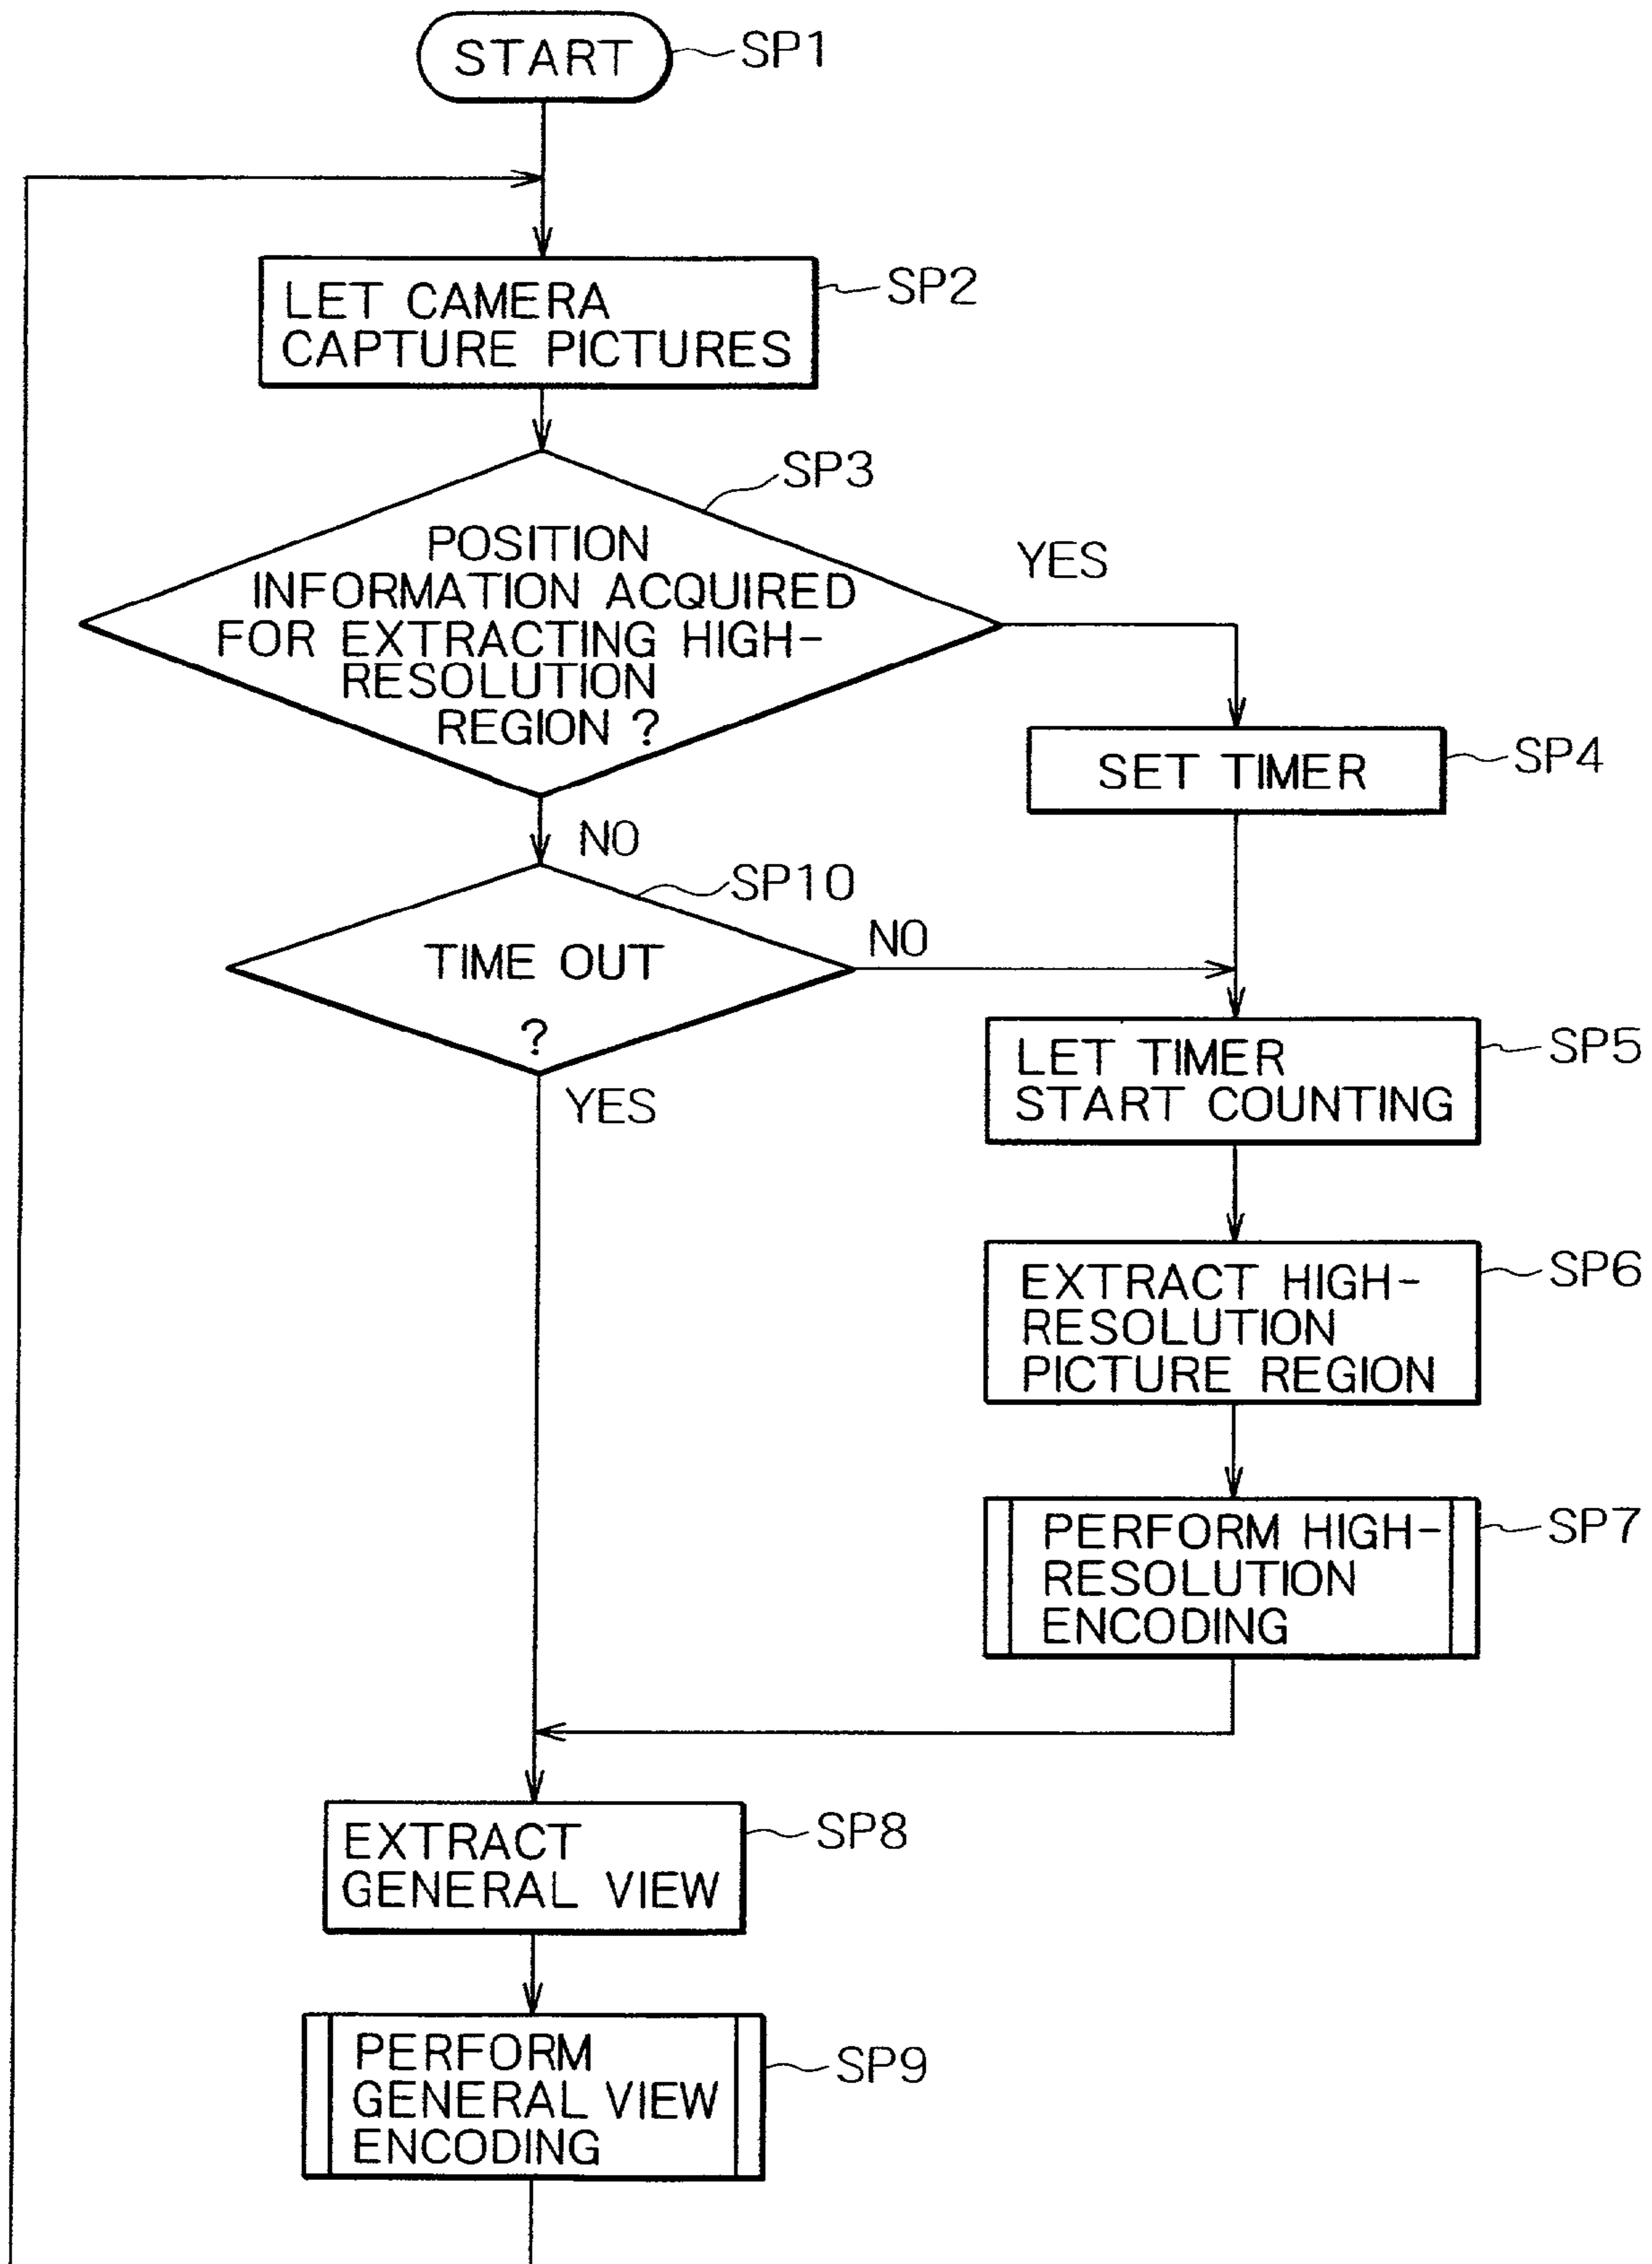 START
SP1
LET CAMERA
CAPTURE PICTURES
SP2
SP3
POSITION
INFORMATION ACQUIRED
FOR EXTRACTING HIGH-
RESOLUTION
REGION ?
YES
SET TIMER
SP4
NO
SP10
TIME OUT
?
NO
YES
LET TIMER
START COUNTING
SP5
EXTRACT HIGH-
RESOLUTION
PICTURE REGION
SP6
PERFORM HIGH-
RESOLUTION
ENCODING
SP7
EXTRACT
GENERAL VIEW
SP8
PERFORM
GENERAL VIEW
ENCODING
SP9